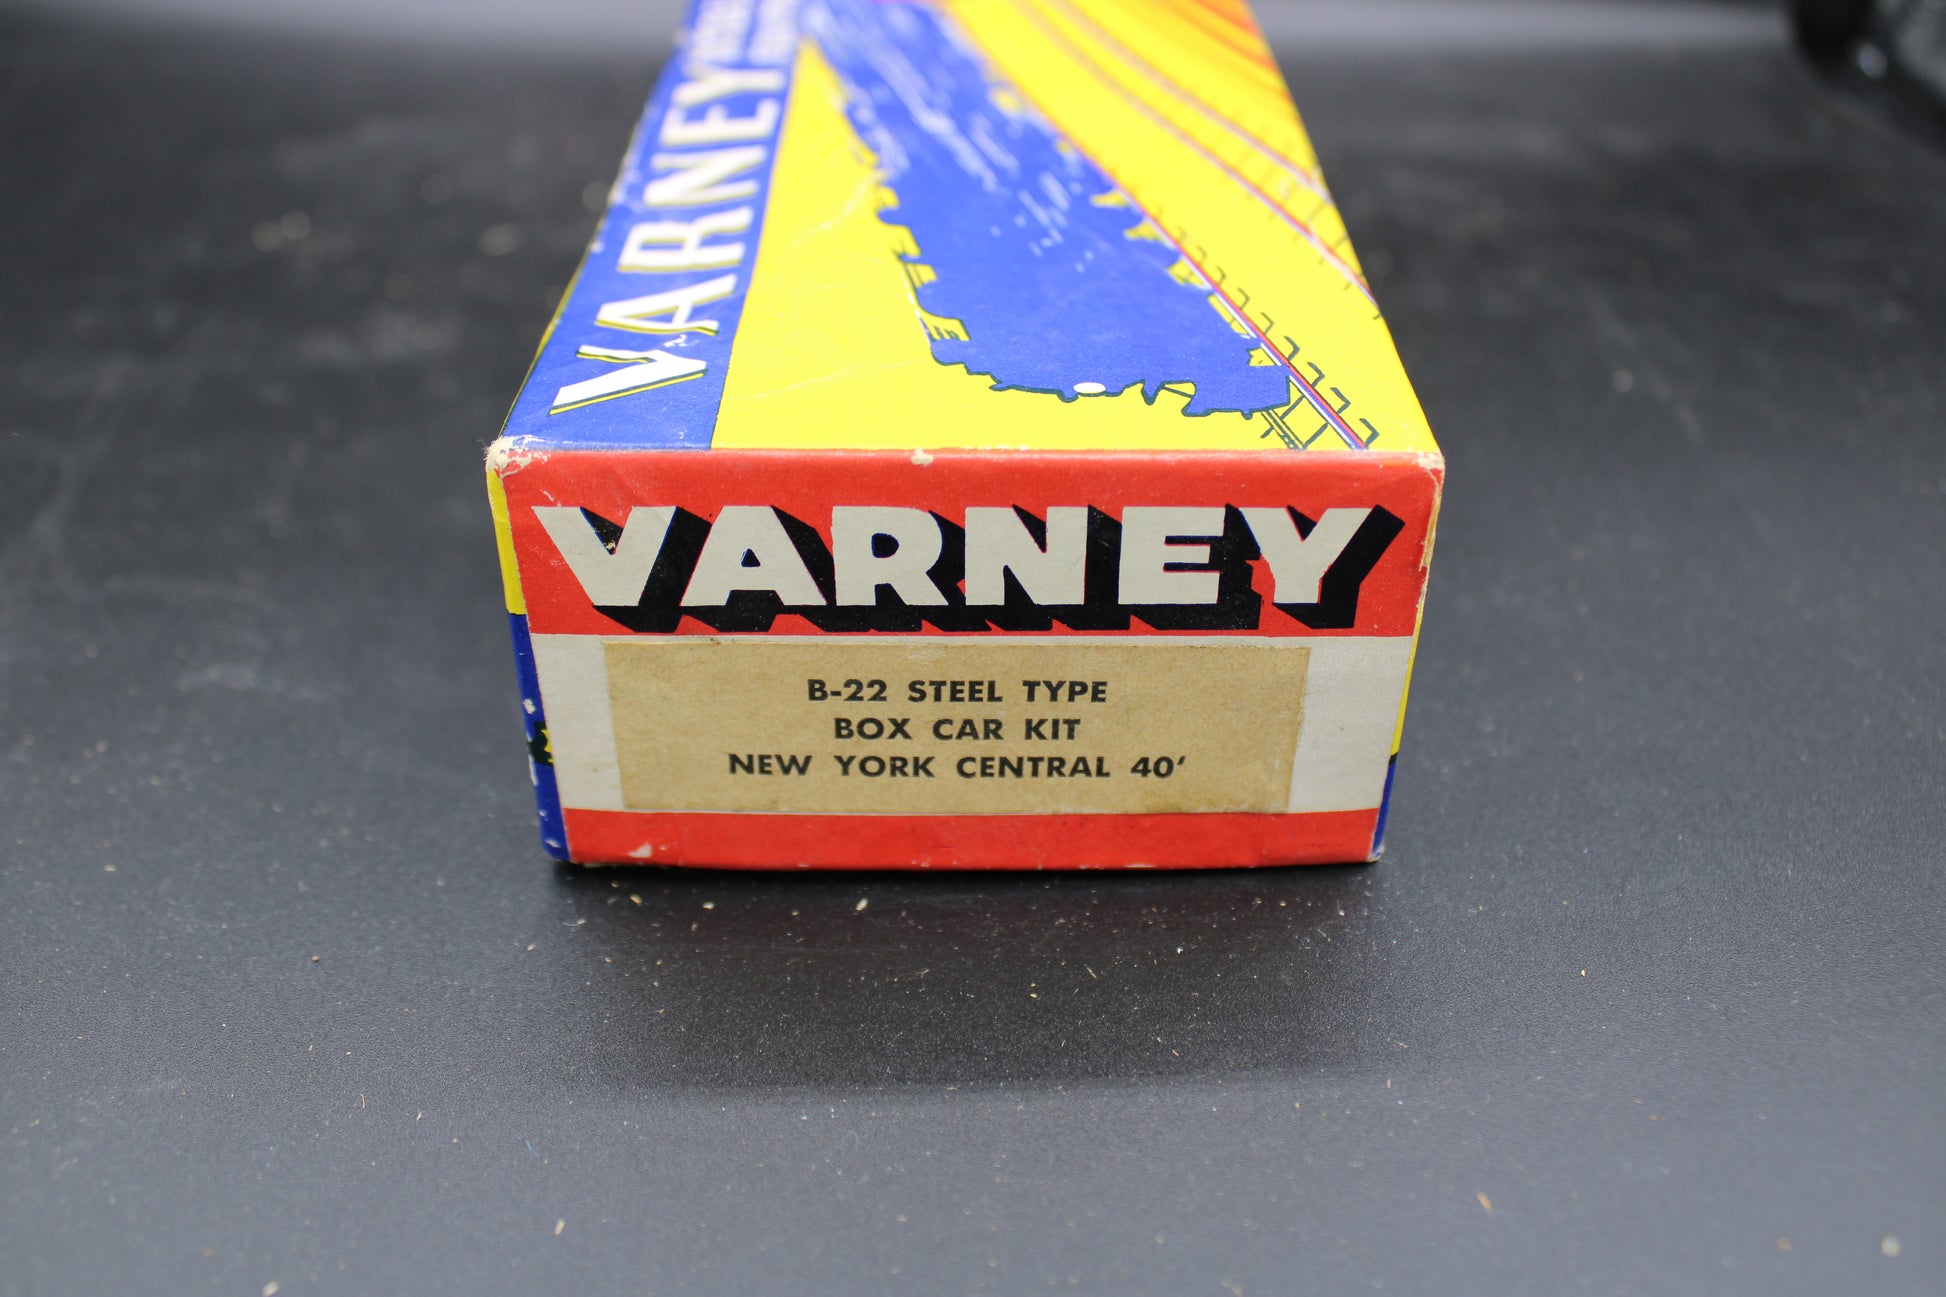 VARNEY
VARNEY
B-22 STEEL TYPE
BOX CAR KIT
NEW YORK CENTRAL 40'